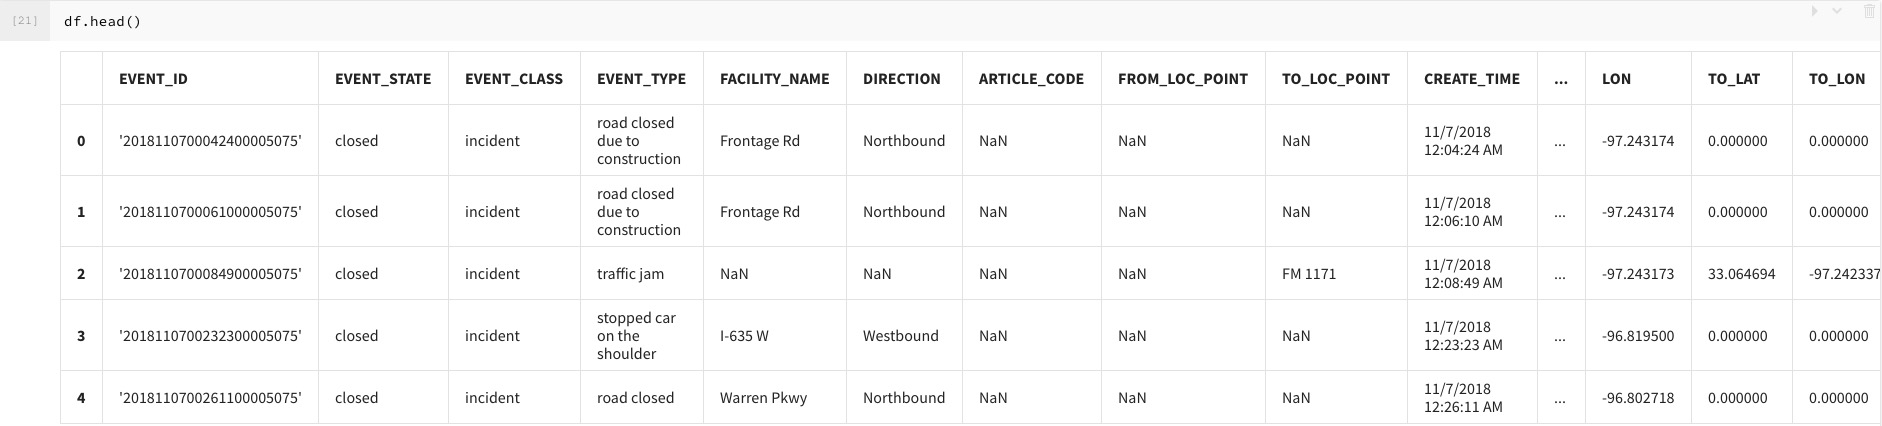 [21] df.head()
EVENT_ID EVENT_STATE EVENT_CLASS EVENT_TYPE FACILITY_NAME DIRECTION ARTICLE_CODE FROM_LOC_POINT TO_LOC_POINT CREATE_TIME ... LON TO_LAT TO_LON
0 '2018110700042400005075' closed incident road closed due to construction Frontage Rd Northbound NaN NaN NaN 11/7/2018 12:04:24 AM ... -97.243174 0.000000 0.000000
1 '2018110700061000005075' closed incident road closed due to construction Frontage Rd Northbound NaN NaN NaN 11/7/2018 12:06:10 AM ... -97.243174 0.000000 0.000000
2 '2018110700084900005075' closed incident traffic jam NaN NaN NaN NaN FM 1171 11/7/2018 12:08:49 AM ... -97.243173 33.064694 -97.242337
3 '2018110700232300005075' closed incident stopped car on the shoulder I-635 W Westbound NaN NaN NaN 11/7/2018 12:23:23 AM ... -96.819500 0.000000 0.000000
4 '2018110700261100005075' closed incident road closed Warren Pkwy Northbound NaN NaN NaN 11/7/2018 12:26:11 AM ... -96.802718 0.000000 0.000000